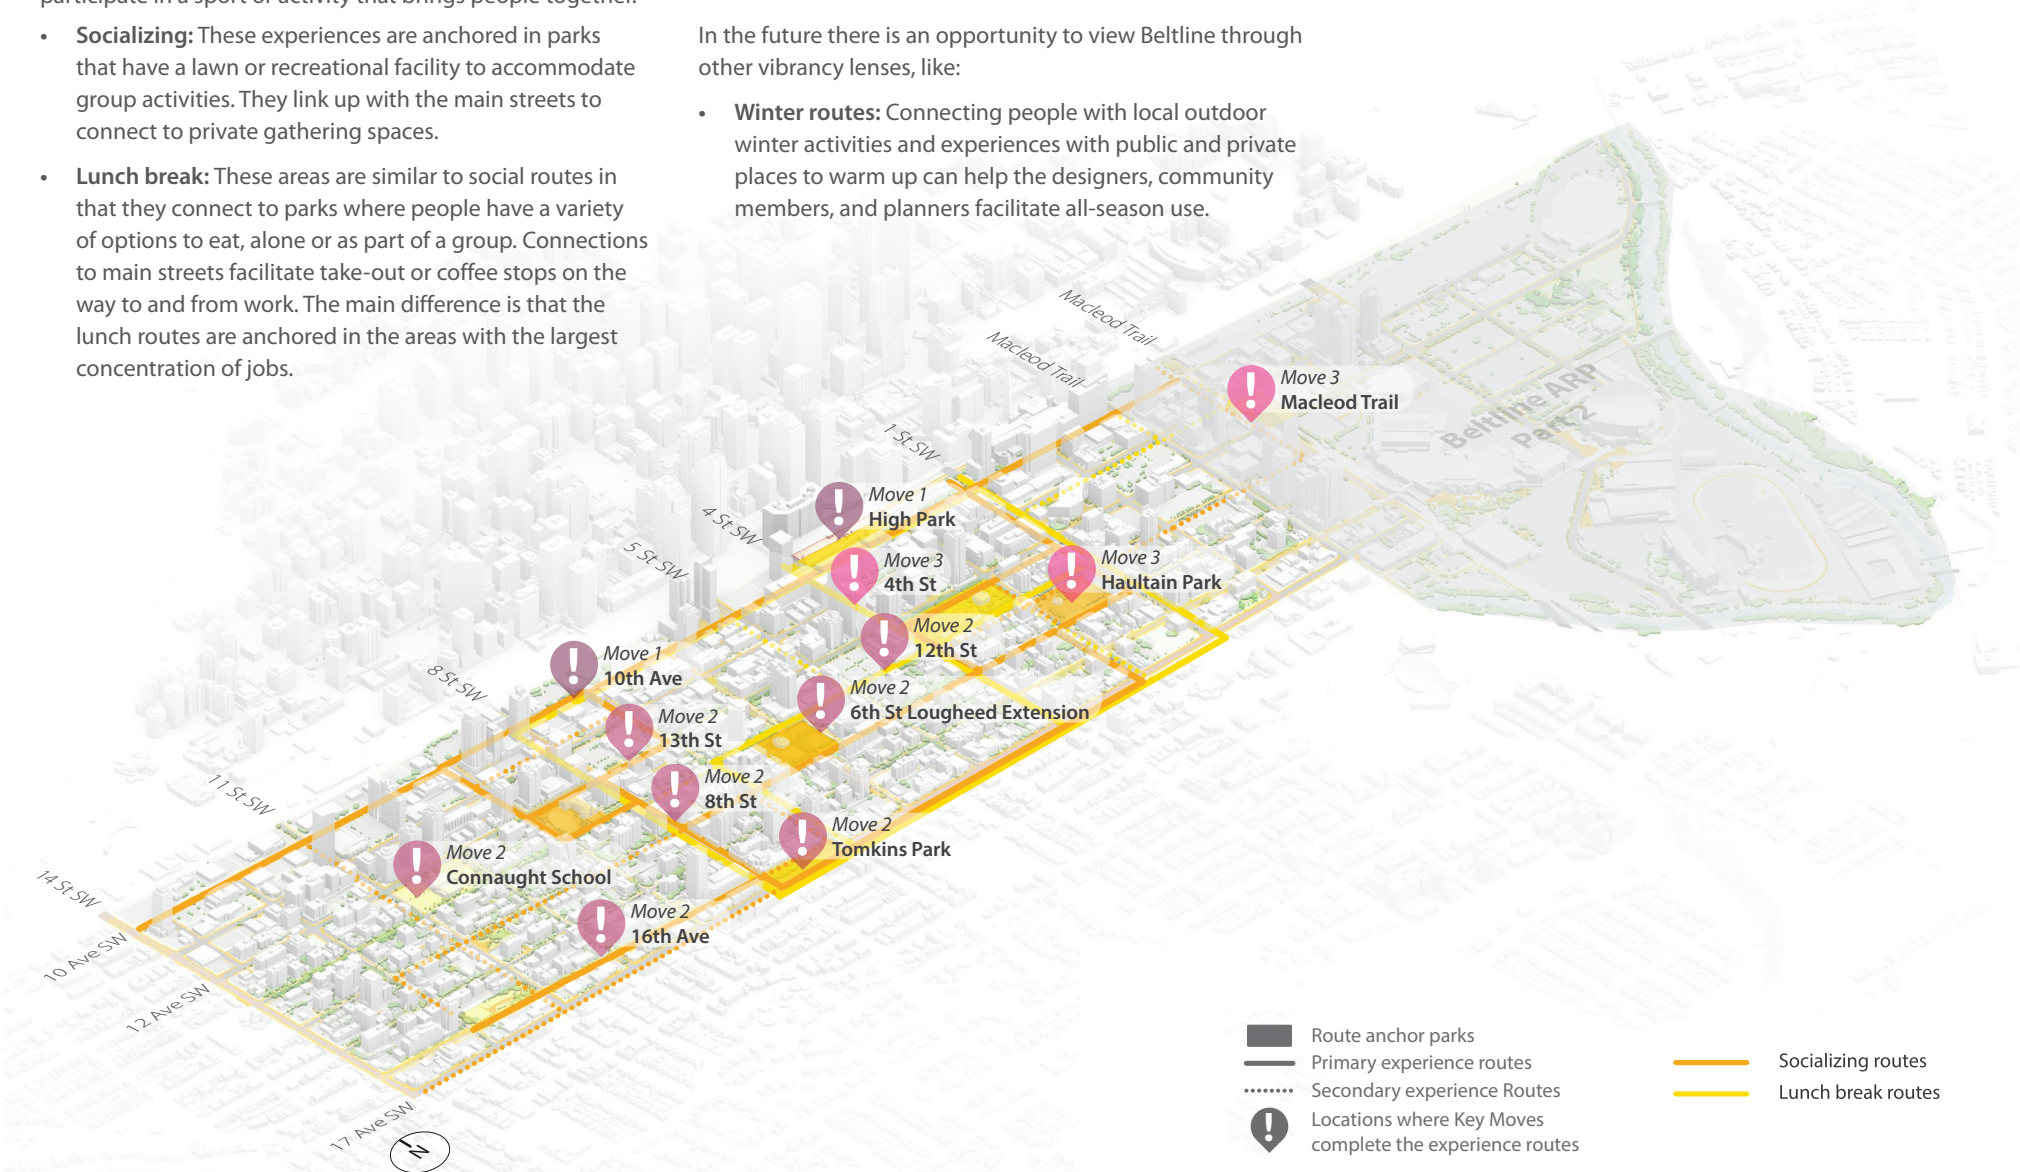 participate in a sport or activity that brings people together.
• Socializing: These experiences are anchored in parks
that have a lawn or recreational facility to accommodate
group activities. They link up with the main streets to
connect to private gathering spaces.
• Lunch break: These areas are similar to social routes in
that they connect to parks where people have a variety
of options to eat, alone or as part of a group. Connections
to main streets facilitate take-out or coffee stops on the
way to and from work. The main difference is that the
lunch routes are anchored in the areas with the largest
concentration of jobs.
In the future there is an opportunity to view Beltline through
other vibrancy lenses, like:
• Winter routes: Connecting people with local outdoor
winter activities and experiences with public and private
places to warm up can help the designers, community
members, and planners facilitate all-season use.
Macleod Trail
Macleod Trail
1 St SW
4 St SW
5 St SW
8 St SW
11 St SW
14 St SW
10 Ave SW
12 Ave SW
17 Ave SW
N
Beltline ARP
Part 2
Move 3
Macleod Trail
Move 1
High Park
Move 3
4th St
Move 3
Haultain Park
Move 2
12th St
Move 1
10th Ave
Move 2
6th St Lougheed Extension
Move 2
13th St
Move 2
8th St
Move 2
Tomkins Park
Move 2
Connaught School
Move 2
16th Ave
Route anchor parks
Primary experience routes
Secondary experience Routes
Locations where Key Moves
complete the experience routes
Socializing routes
Lunch break routes